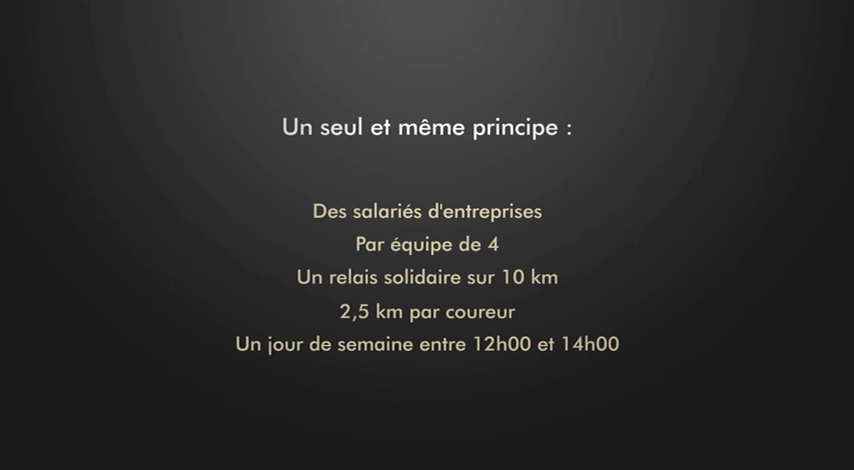 Un seul et même principe :
Des salariés d'entreprises
Par équipe de 4
Un relais solidaire sur 10 km
2,5 km par coureur
Un jour de semaine entre 12h00 et 14h00